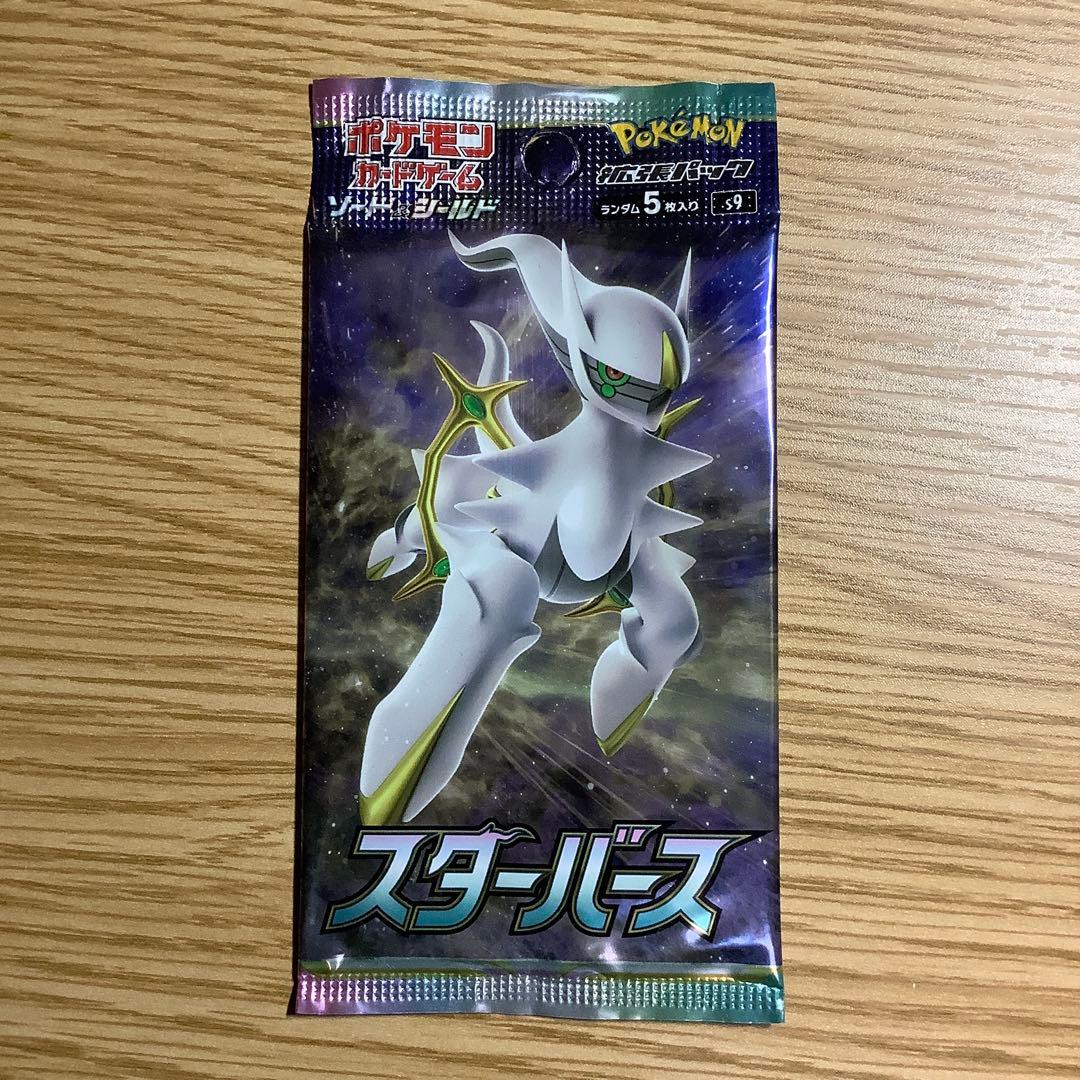 ポケモン
カードゲーム
ソード&シールド
POKéMON
拡張パック
ランダム5枚入り
s9
スターバース